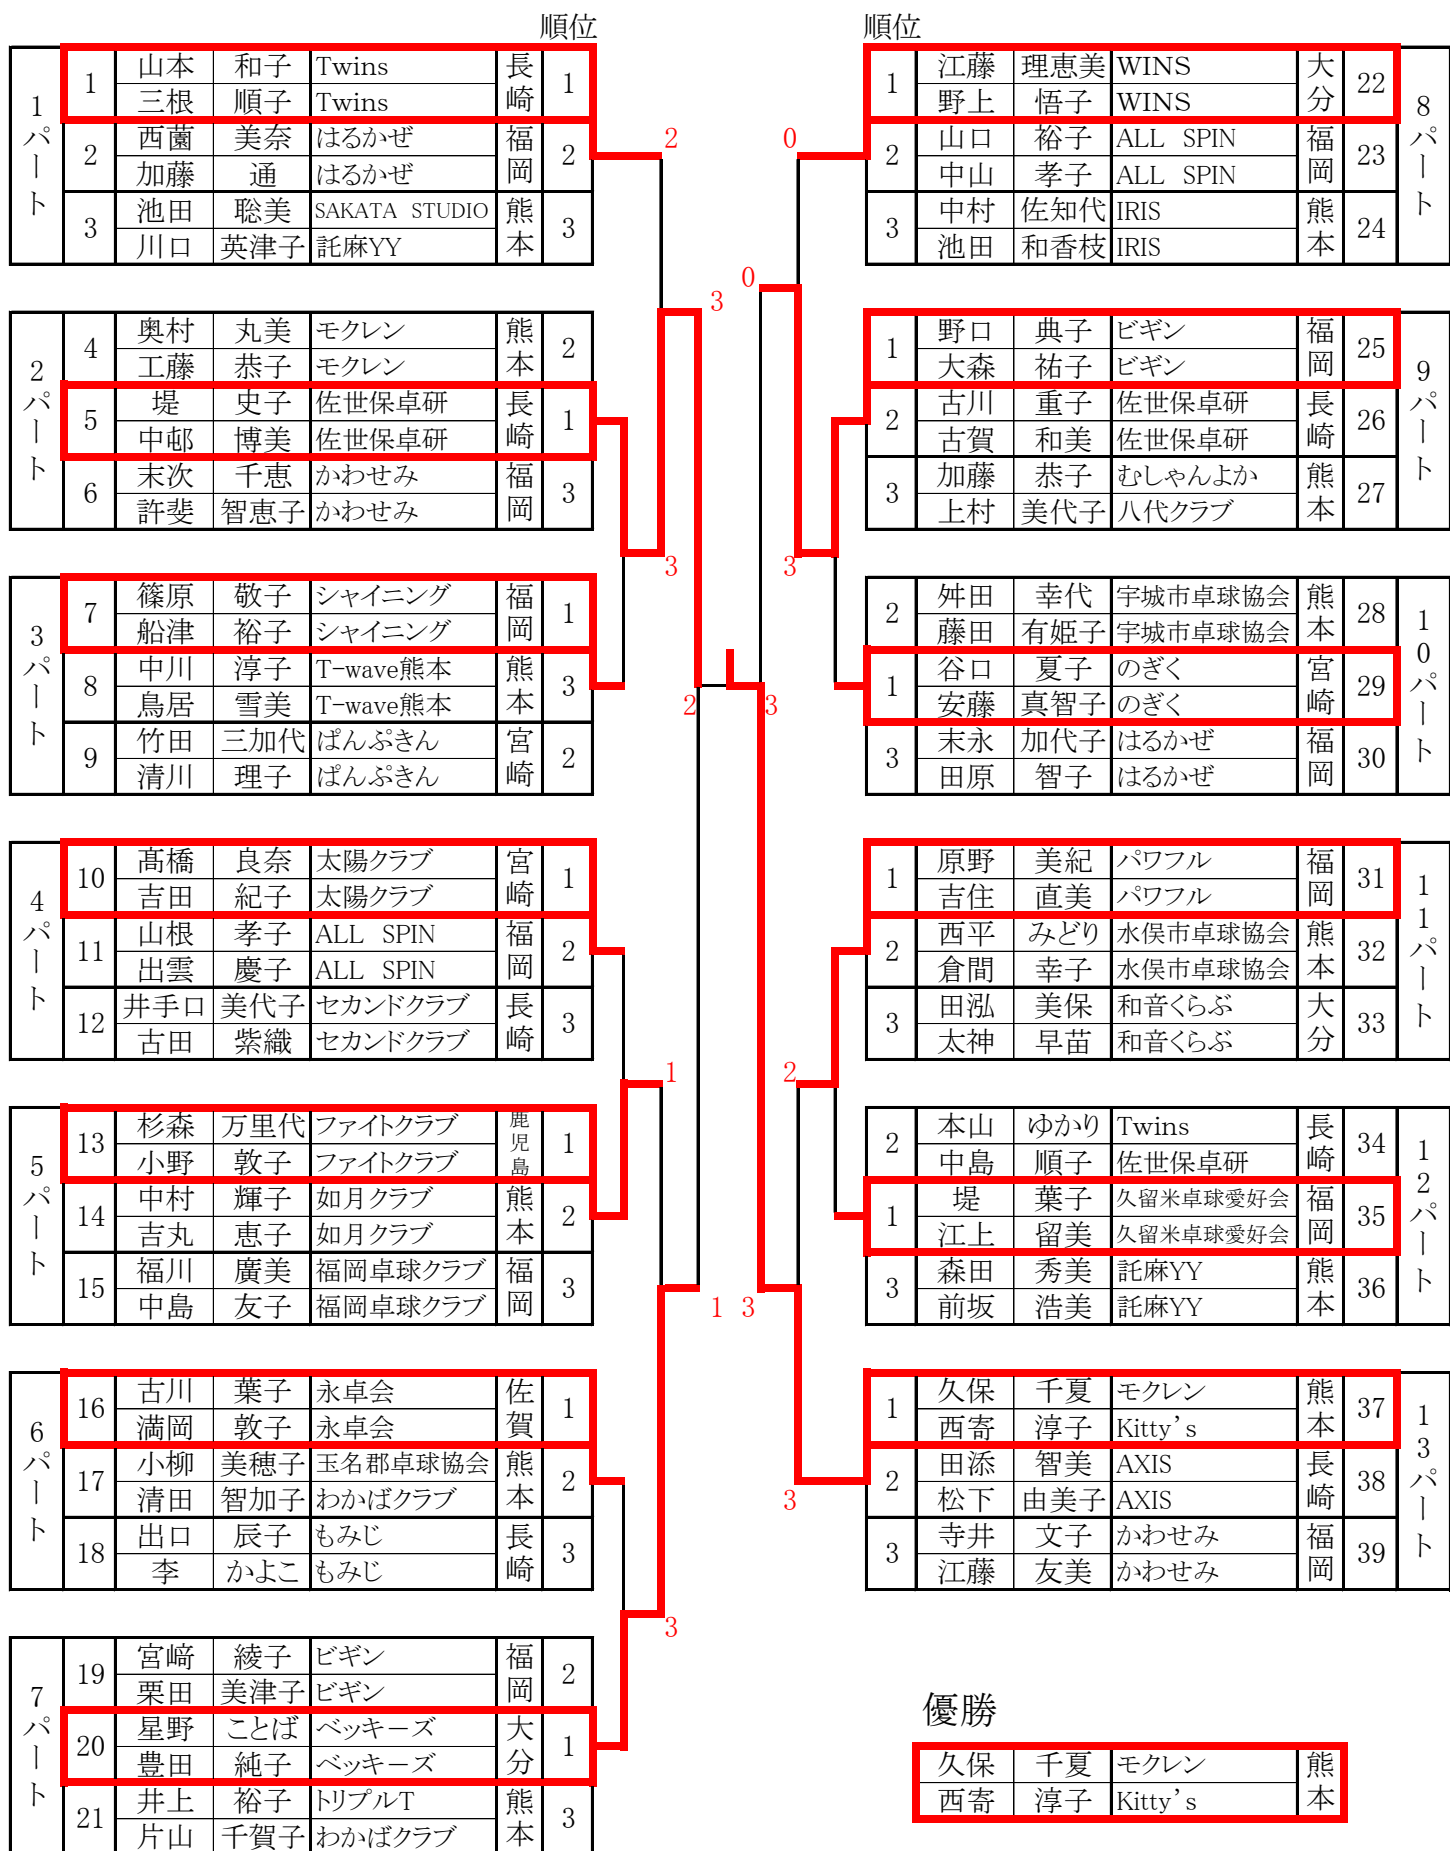 順位
1パート
1 山本 和子 Twins 長崎 1
三根 順子 Twins
2 西薗 美奈 はるかぜ 福岡 2
加藤 通 はるかぜ
3 池田 聡美 SAKATA STUDIO 熊本 3
川口 英津子 託麻YY
2パート
4 奥村 丸美 モクレン 熊本 2
工藤 恭子 モクレン
5 堤 史子 佐世保卓研 長崎 1
中邨 博美 佐世保卓研
6 末次 千恵 かわせみ 福岡 3
許斐 智恵子 かわせみ
3パート
7 篠原 敬子 シャイニング 福岡 1
船津 裕子 シャイニング
8 中川 淳子 T-wave熊本 熊本 3
鳥居 雪美 T-wave熊本
9 竹田 三加代 ぱんぷきん 宮崎 2
清川 理子 ぱんぷきん
4パート
10 髙橋 良奈 太陽クラブ 宮崎 1
吉田 紀子 太陽クラブ
11 山根 孝子 ALL SPIN 福岡 2
出雲 慶子 ALL SPIN
12 井手口 美代子 セカンドクラブ 長崎 3
古田 紫織 セカンドクラブ
5パート
13 杉森 万里代 ファイトクラブ 鹿児島 1
小野 敦子 ファイトクラブ
14 中村 輝子 如月クラブ 熊本 2
吉丸 恵子 如月クラブ
15 福川 廣美 福岡卓球クラブ 福岡 3
中島 友子 福岡卓球クラブ
6パート
16 古川 葉子 永卓会 佐賀 1
満岡 敦子 永卓会
17 小柳 美穂子 玉名郡卓球協会 熊本 2
清田 智加子 わかばクラブ
18 出口 辰子 もみじ 長崎 3
李 かよこ もみじ
7パート
19 宮﨑 綾子 ビギン 福岡 2
栗田 美津子 ビギン
20 星野 ことば ベッキーズ 大分 1
豊田 純子 ベッキーズ
21 井上 裕子 トリプルT 熊本 3
片山 千賀子 わかばクラブ
2
3
3
2
1
1
3
順位
8パート
1 江藤 理恵美 WINS 大分 22
野上 悟子 WINS
2 山口 裕子 ALL SPIN 福岡 23
中山 孝子 ALL SPIN
3 中村 佐知代 IRIS 熊本 24
池田 和香枝 IRIS
9パート
1 野口 典子 ビギン 福岡 25
大森 祐子 ビギン
2 古川 重子 佐世保卓研 長崎 26
古賀 和美 佐世保卓研
3 加藤 恭子 むしゃんよか 熊本 27
上村 美代子 八代クラブ
10パート
2 舛田 幸代 宇城市卓球協会 熊本 28
藤田 有姫子 宇城市卓球協会
1 谷口 夏子 のぎく 宮崎 29
安藤 真智子 のぎく
3 末永 加代子 はるかぜ 福岡 30
田原 智子 はるかぜ
11パート
1 原野 美紀 パワフル 福岡 31
吉住 直美 パワフル
2 西平 みどり 水俣市卓球協会 熊本 32
倉間 幸子 水俣市卓球協会
3 田泓 美保 和音くらぶ 大分 33
太神 早苗 和音くらぶ
12パート
2 本山 ゆかり Twins 長崎 34
中島 順子 佐世保卓研
1 堤 葉子 久留米卓球愛好会 福岡 35
江上 留美 久留米卓球愛好会
3 森田 秀美 託麻YY 熊本 36
前坂 浩美 託麻YY
13パート
1 久保 千夏 モクレン 熊本 37
西寄 淳子 Kitty's
2 田添 智美 AXIS 長崎 38
松下 由美子 AXIS
3 寺井 文子 かわせみ 福岡 39
江藤 友美 かわせみ
0
0
3
3
2
3
3
優勝
久保 千夏 モクレン 熊本
西寄 淳子 Kitty's